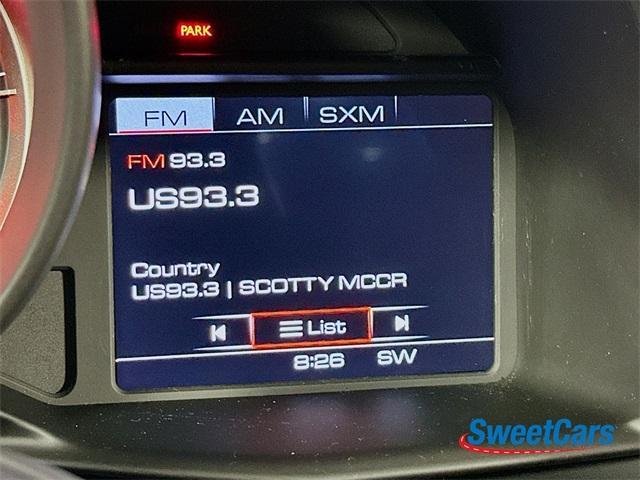 PARK
FM AM SXM
FM 93.3
US93.3
Country
US93.3 | SCOTTY MCCR
List
8:26 SW
SweetCars